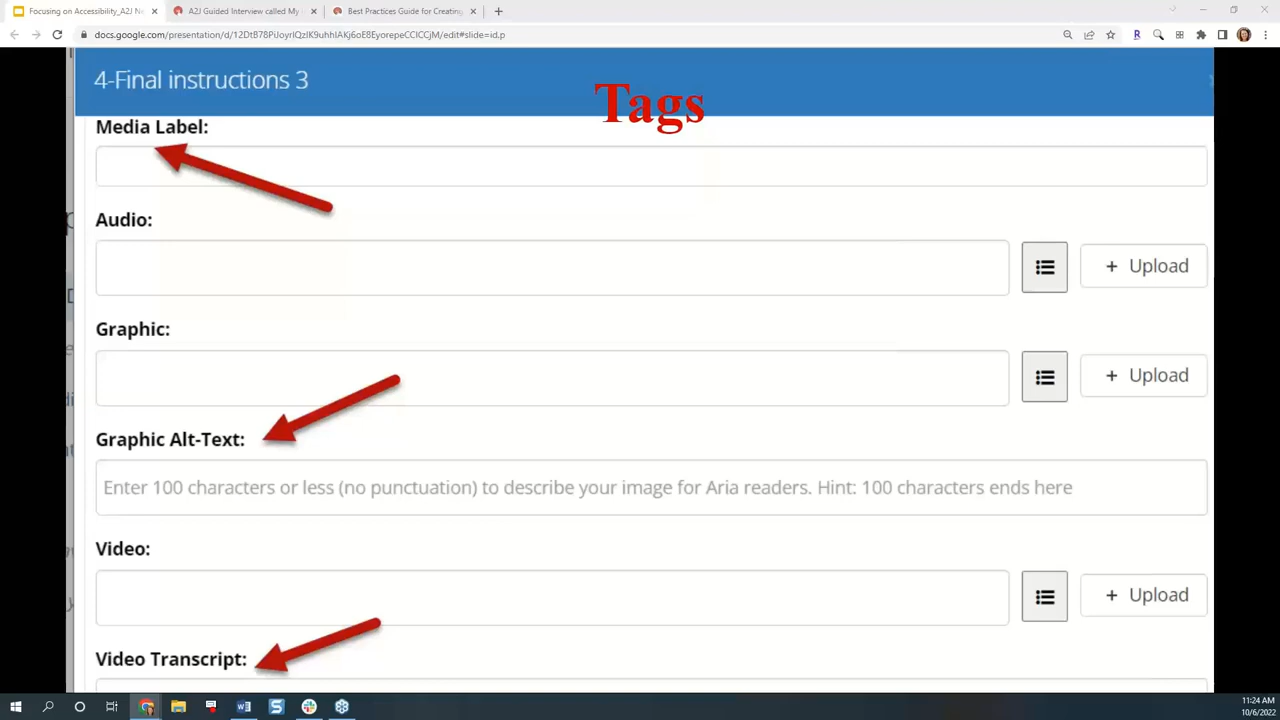 Focusing on Accessibility_A2J Ne
A2J Guided Interview called My
Best Practices Guide for Creating
docs.google.com/presentation/d/12DtB78PiJoyrIQzIK9uhhIAKj6oE8EyorepeCCICCjM/edit#slide=id.p
4-Final instructions 3
Tags
Media Label:
Audio:
+ Upload
Graphic:
+ Upload
Graphic Alt-Text:
Enter 100 characters or less (no punctuation) to describe your image for Aria readers. Hint: 100 characters ends here
Video:
+ Upload
Video Transcript:
11:24 AM
10/6/2022